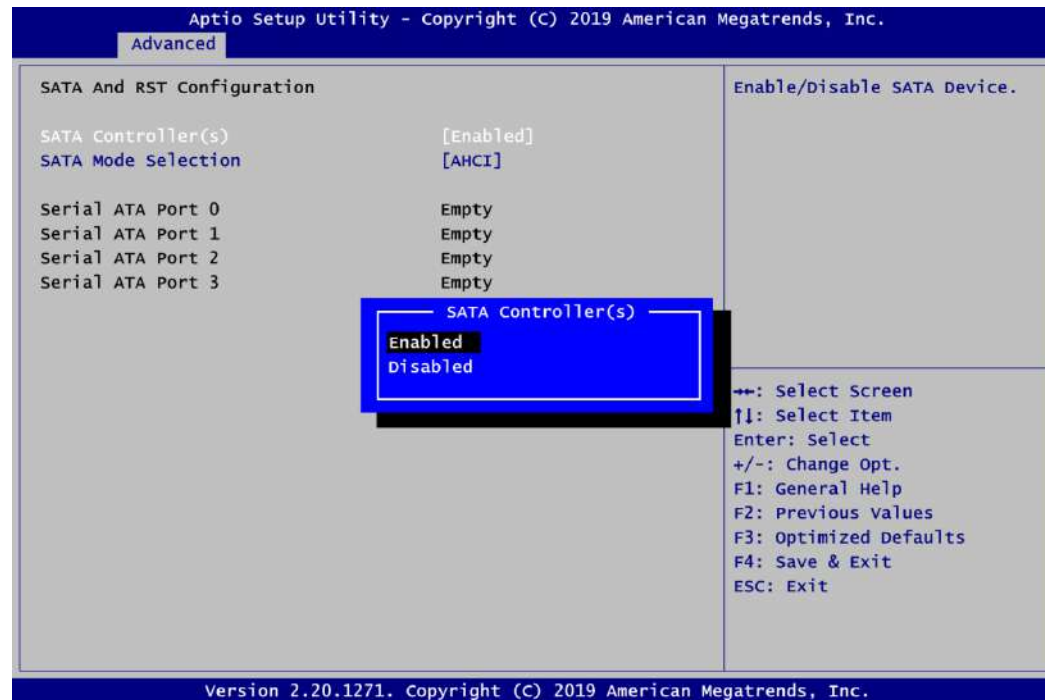 Aptio Setup Utility - Copyright (C) 2019 American Megatrends, Inc.
Advanced
SATA And RST Configuration
SATA Controller(s) [Enabled]
SATA Mode Selection [AHCI]
Serial ATA Port 0 Empty
Serial ATA Port 1 Empty
Serial ATA Port 2 Empty
Serial ATA Port 3 Empty
SATA Controller(s)
Enabled
Disabled
Enable/Disable SATA Device.
→←: Select Screen
↑↓: Select Item
Enter: Select
+/-: Change Opt.
F1: General Help
F2: Previous Values
F3: Optimized Defaults
F4: Save & Exit
ESC: Exit
Version 2.20.1271. Copyright (C) 2019 American Megatrends, Inc.